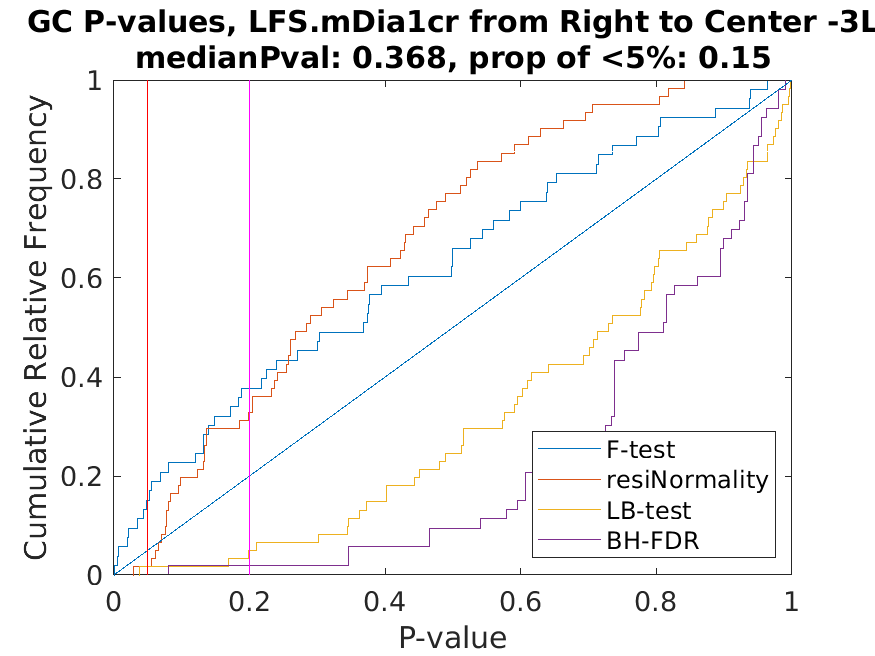 GC P-values, LFS.mDia1cr from Right to Center -3L
medianPval: 0.368, prop of <5%: 0.15
Cumulative Relative Frequency
1
0.8
0.6
0.4
0.2
0
0
0.2
0.4
0.6
0.8
1
P-value
F-test
resiNormality
LB-test
BH-FDR